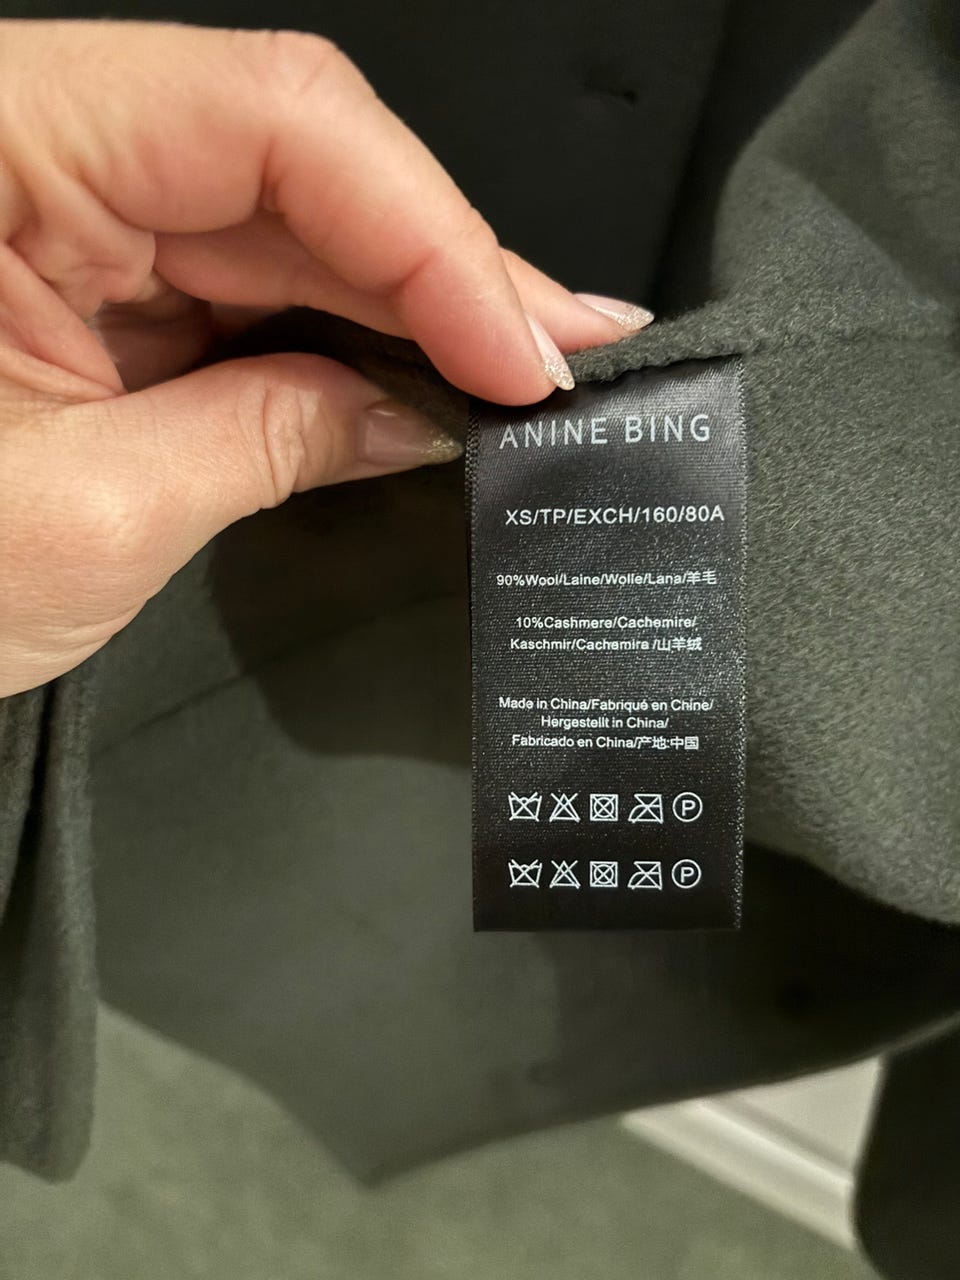 ANINE BING
XS/TP/EXCH/160/80A
90%Wool/Laine/Wolle/Lana/羊毛
10%Cashmere/Cachemire/
Kaschmir/Cachemira /山羊绒
Made in China/Fabriqué en Chine/
Hergestellt in China/
Fabricado en China/产地:中国
P
P